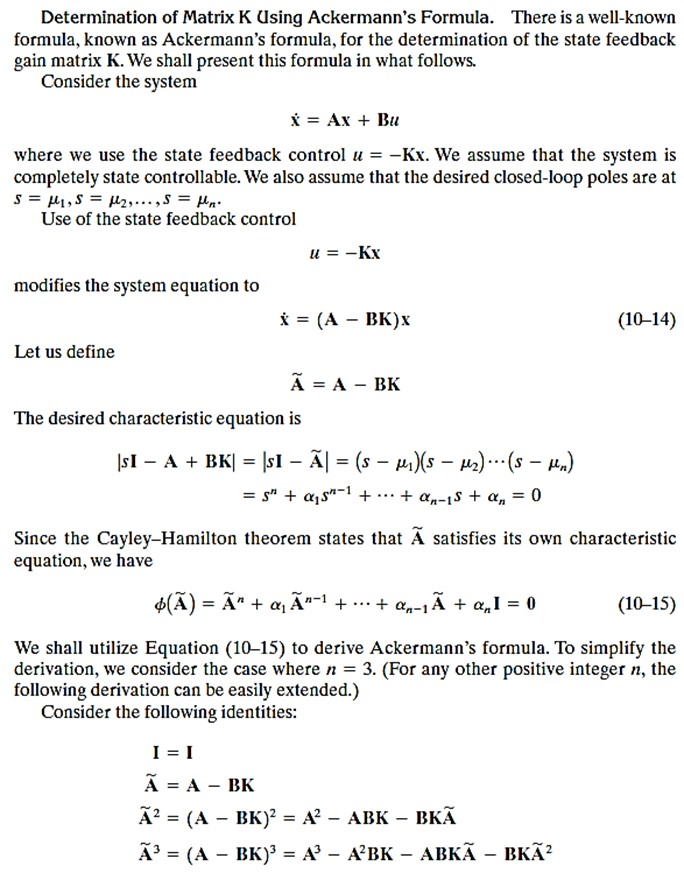 Determination of Matrix K Using Ackermann's Formula. There is a well-known
formula, known as Ackermann's formula, for the determination of the state feedback
gain matrix K. We shall present this formula in what follows.
Consider the system
ẋ = Ax + Bu
where we use the state feedback control u = −Kx. We assume that the system is
completely state controllable. We also assume that the desired closed-loop poles are at
s = μ₁, s = μ₂, . . . , s = μₙ.
Use of the state feedback control
u = −Kx
modifies the system equation to
ẋ = (A − BK)x (10–14)
Let us define
Ã = A − BK
The desired characteristic equation is
|sI − A + BK| = |sI − Ã| = (s − μ₁)(s − μ₂)···(s − μₙ)
= sⁿ + α₁sⁿ⁻¹ + ··· + αₙ₋₁s + αₙ = 0
Since the Cayley–Hamilton theorem states that Ã satisfies its own characteristic
equation, we have
ϕ(Ã) = Ãⁿ + α₁Ãⁿ⁻¹ + ··· + αₙ₋₁Ã + αₙI = 0 (10–15)
We shall utilize Equation (10–15) to derive Ackermann's formula. To simplify the
derivation, we consider the case where n = 3. (For any other positive integer n, the
following derivation can be easily extended.)
Consider the following identities:
I = I
Ã = A − BK
Ã² = (A − BK)² = A² − ABK − BKÃ
Ã³ = (A − BK)³ = A³ − A²BK − ABKÃ − BKÃ²